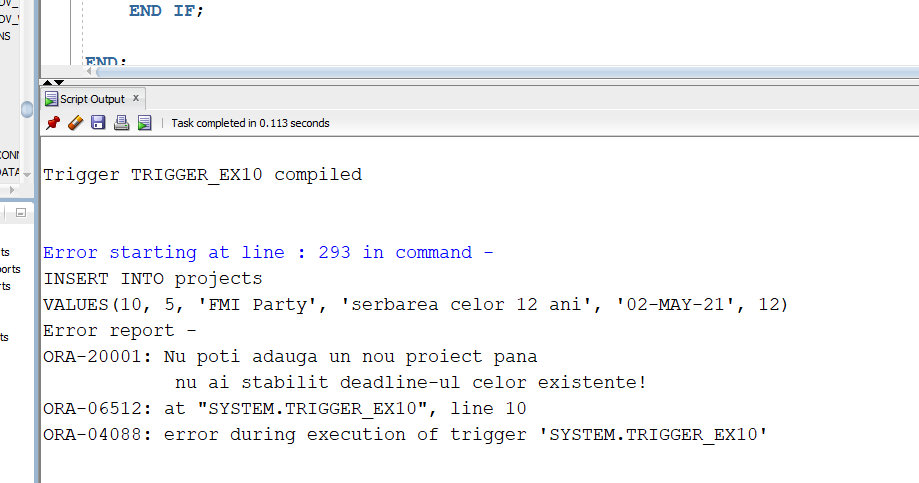 END IF;
END;
Script Output x
Task completed in 0.113 seconds
Trigger TRIGGER_EX10 compiled
Error starting at line : 293 in command -
INSERT INTO projects
VALUES(10, 5, 'FMI Party', 'serbarea celor 12 ani', '02-MAY-21', 12)
Error report -
ORA-20001: Nu poti adauga un nou proiect pana
nu ai stabilit deadline-ul celor existente!
ORA-06512: at "SYSTEM.TRIGGER_EX10", line 10
ORA-04088: error during execution of trigger 'SYSTEM.TRIGGER_EX10'